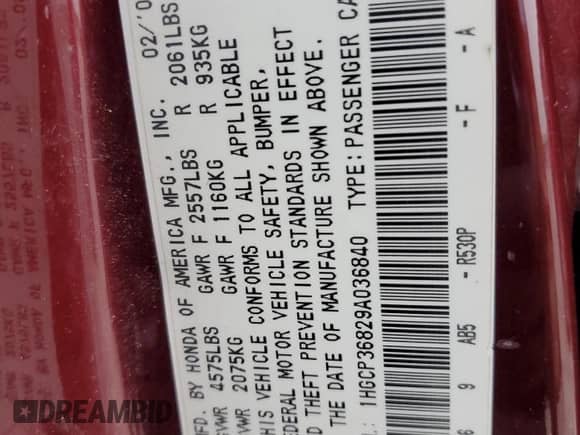 MFD. BY HONDA OF AMERICA MFG., INC. 02/'0
GVWR 4575LBS GAWR F 2557LBS R 2061LBS
GVWR 2075KG GAWR F 1160KG R 935KG
THIS VEHICLE CONFORMS TO ALL APPLICABLE
FEDERAL MOTOR VEHICLE SAFETY, BUMPER,
AND THEFT PREVENTION STANDARDS IN EFFECT
THE DATE OF MANUFACTURE SHOWN ABOVE.
: 1HGCP36829A036840 TYPE: PASSENGER CA
6 9 AB5 - R530P - F - A
DREAMBID